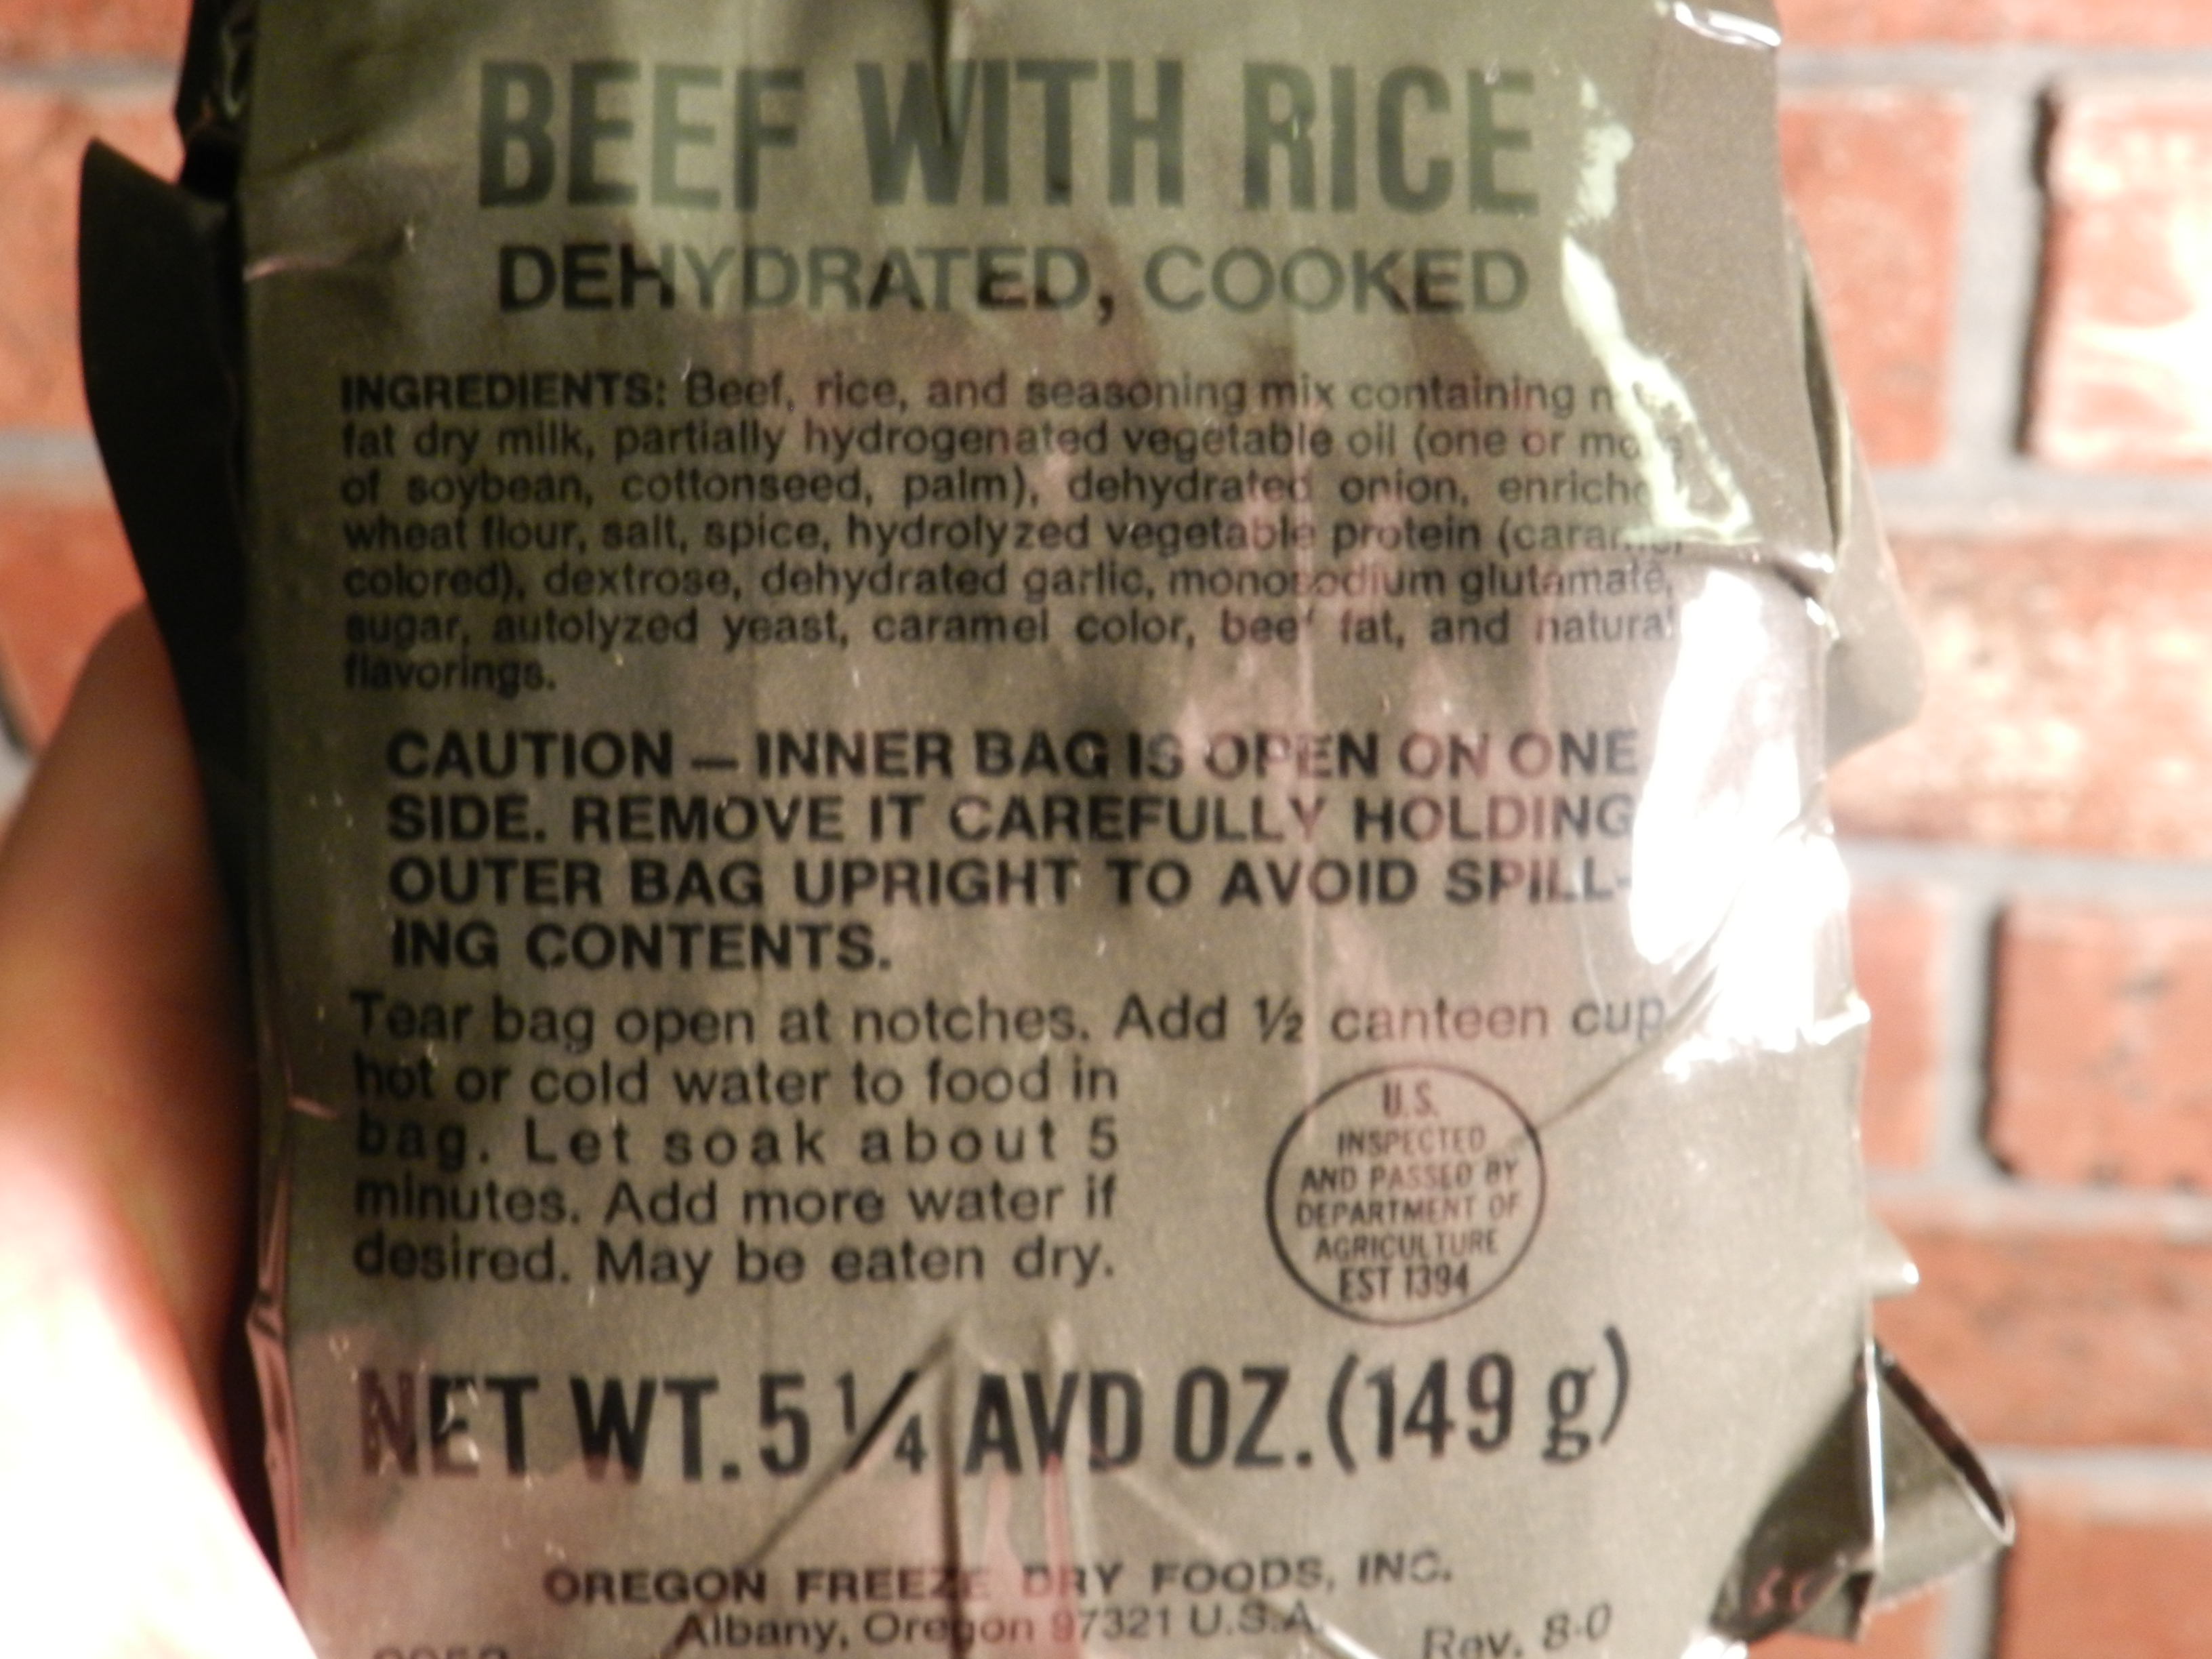 BEEF WITH RICE
DEHYDRATED, COOKED
INGREDIENTS: Beef, rice, and seasoning mix containing
fat dry milk, partially hydrogenated vegetable oil (one or
of soybean, cottonseed, palm), dehydrated onion,
wheat flour, salt, spice, hydrolyzed vegetable protein (caramel
colored), dextrose, dehydrated garlic, monosodium glutamate,
sugar, autolyzed yeast, caramel color, beef fat, and natural
flavorings.
CAUTION — INNER BAG IS OPEN ON ONE
SIDE. REMOVE IT CAREFULLY HOLDING
OUTER BAG UPRIGHT TO AVOID SPILL-
ING CONTENTS.
Tear bag open at notches. Add ½ canteen cup
hot or cold water to food in
bag. Let soak about 5
minutes. Add more water if
desired. May be eaten dry.
U.S.
INSPECTED
AND PASSED BY
DEPARTMENT OF
AGRICULTURE
EST 1394
NET WT. 5 1/4 AVD OZ. (149 g)
OREGON FREEZE DRY FOODS, INC.
Albany, Oregon 97321 U.S.A.
Rev. 8-0